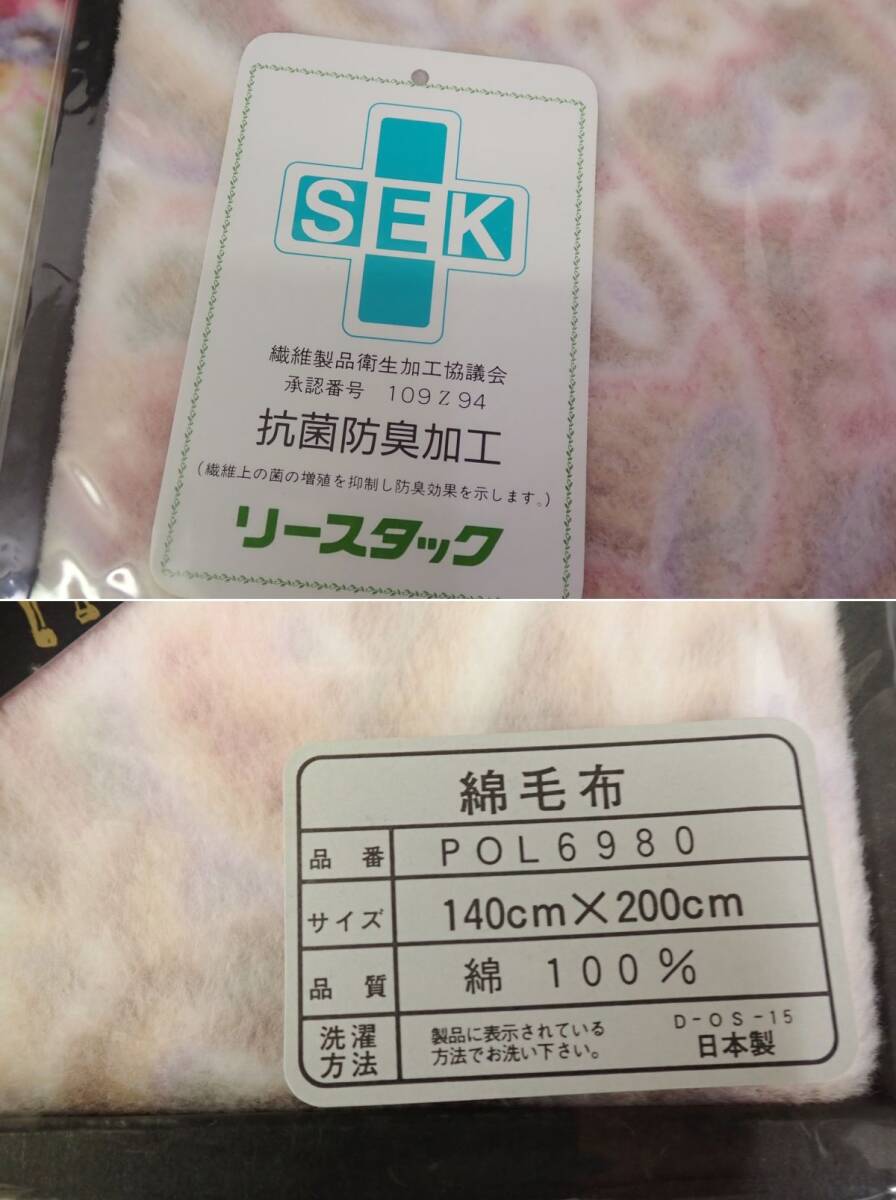 SEK
繊維製品衛生加工協議会
承認番号 109Z94
抗菌防臭加工
(繊維上の菌の増殖を抑制し防臭効果を示します。)
リースタック
綿毛布
品番 POL6980
サイズ 140cm×200cm
品質 綿 100%
洗濯方法 製品に表示されている
方法でお洗い下さい。
D-OS-15
日本製